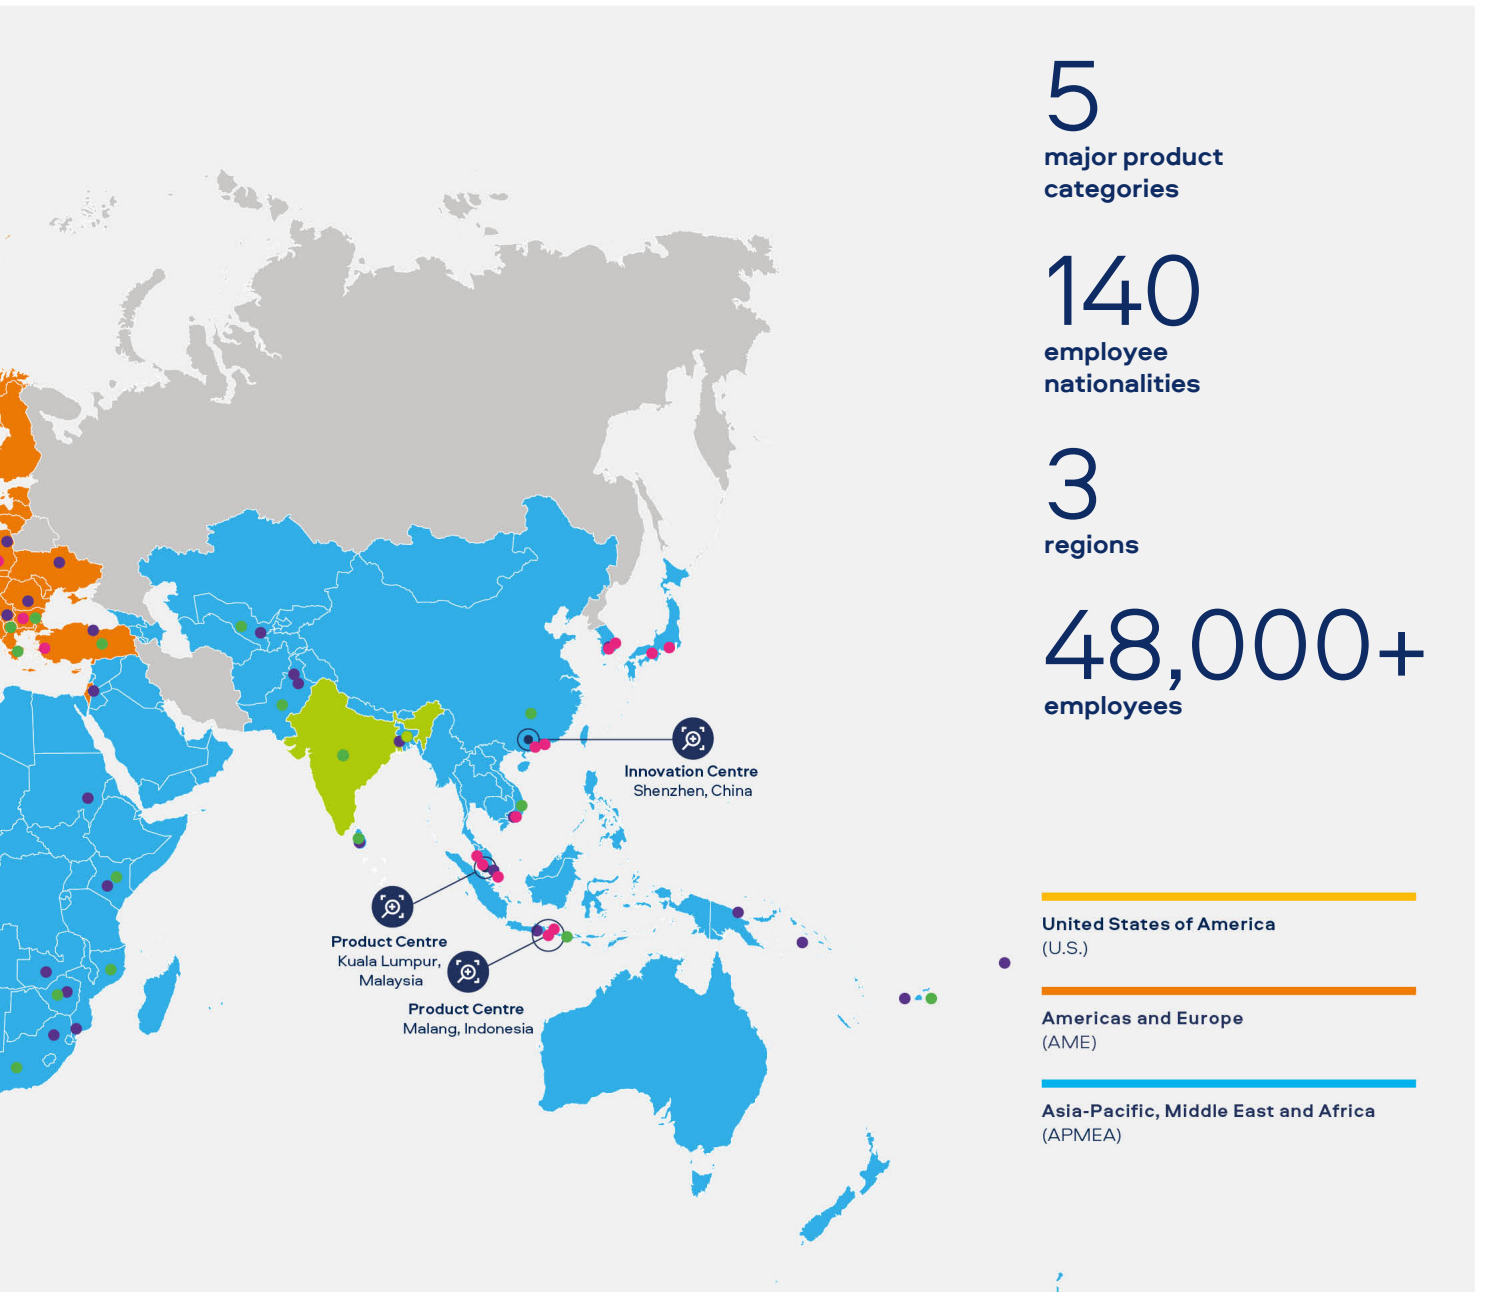 5
major product
categories
140
employee
nationalities
3
regions
48,000+
employees
Innovation Centre
Shenzhen, China
Product Centre
Kuala Lumpur,
Malaysia
Product Centre
Malang, Indonesia
United States of America
(U.S.)
Americas and Europe
(AME)
Asia-Pacific, Middle East and Africa
(APMEA)